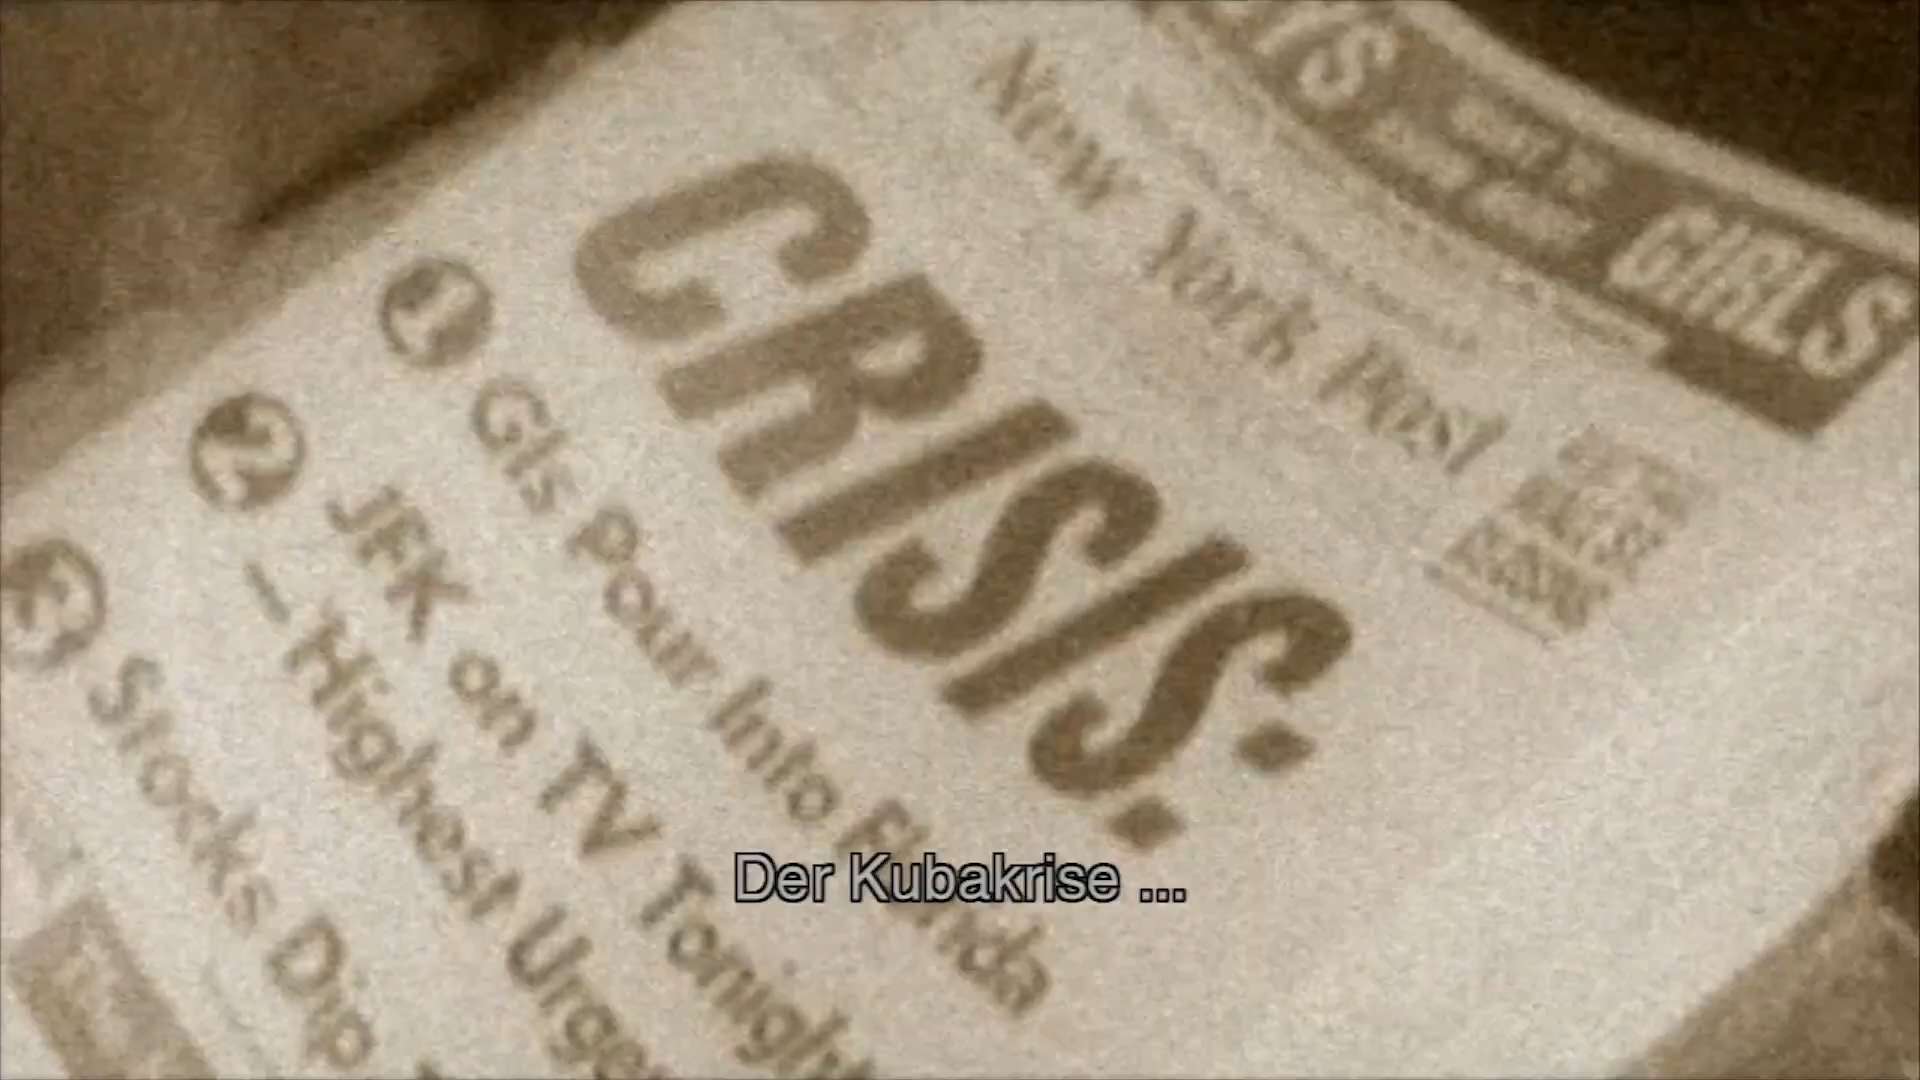 GIRLS
New York Post
CRISIS:
1 GIs Pour Into Florida
2 JFK on TV Tonight
– Highest Urge
3 Stocks Dip
Der Kubakrise ...